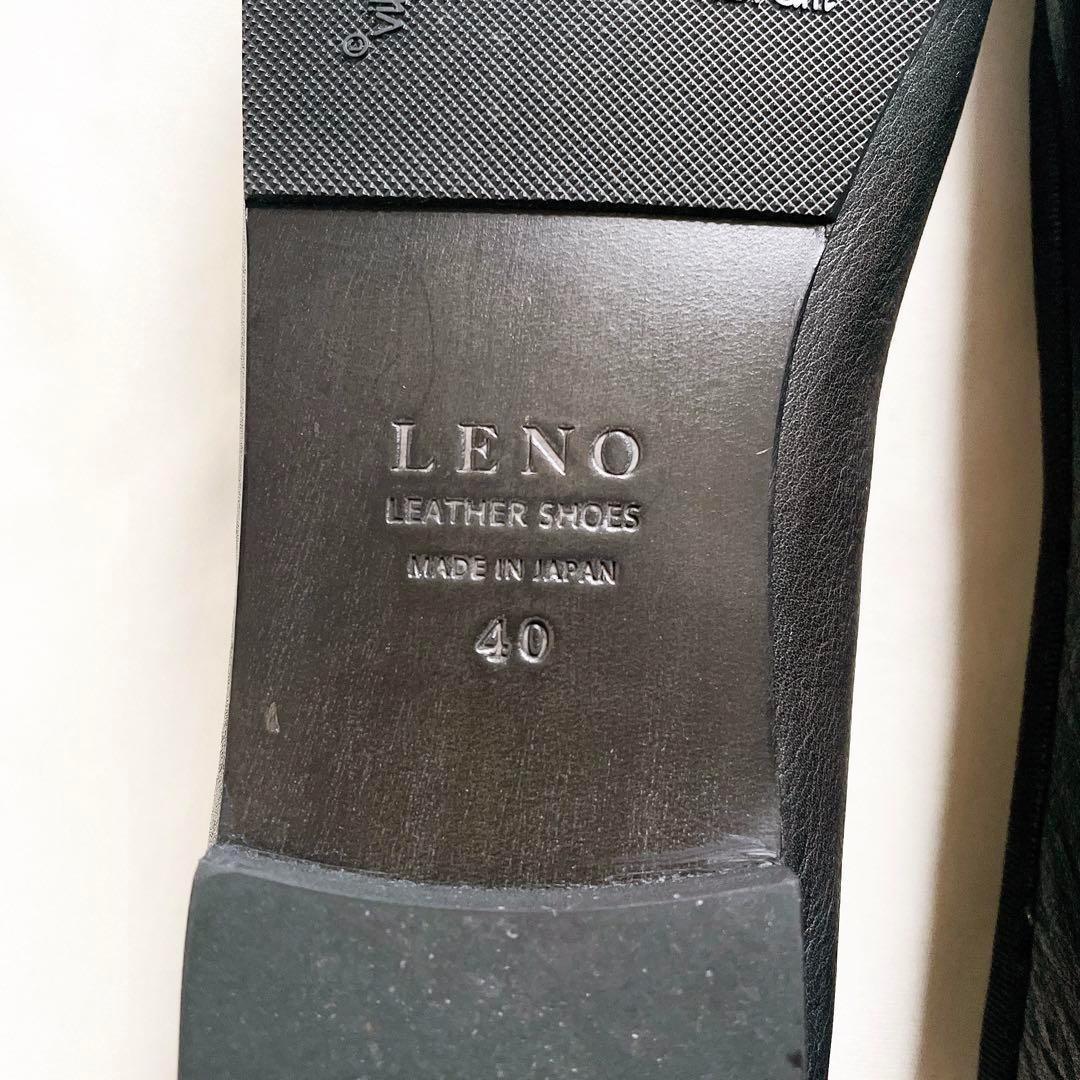 LENO
LEATHER SHOES
MADE IN JAPAN
40